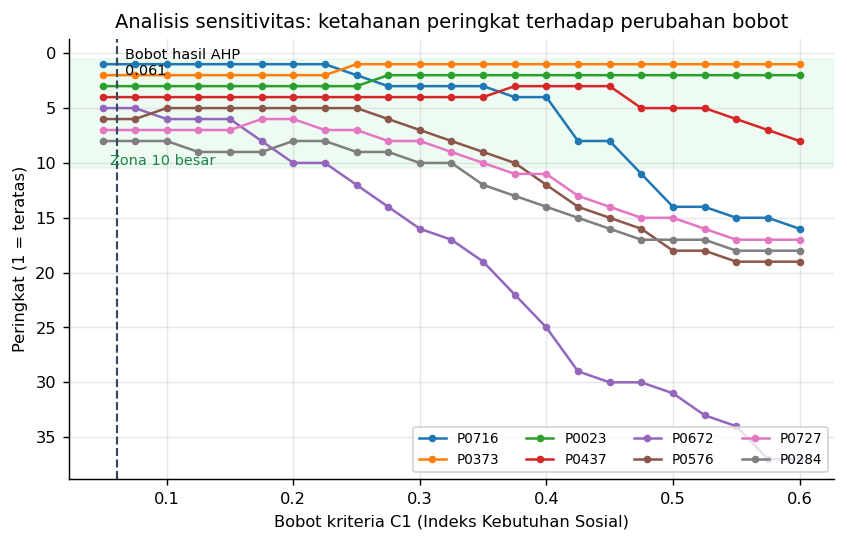 Analisis sensitivitas: ketahanan peringkat terhadap perubahan bobot
Bobot hasil AHP
0.061
Zona 10 besar
Peringkat (1 = teratas)
0
5
10
15
20
25
30
35
0.1 0.2 0.3 0.4 0.5 0.6
Bobot kriteria C1 (Indeks Kebutuhan Sosial)
P0716 P0023 P0672 P0727
P0373 P0437 P0576 P0284